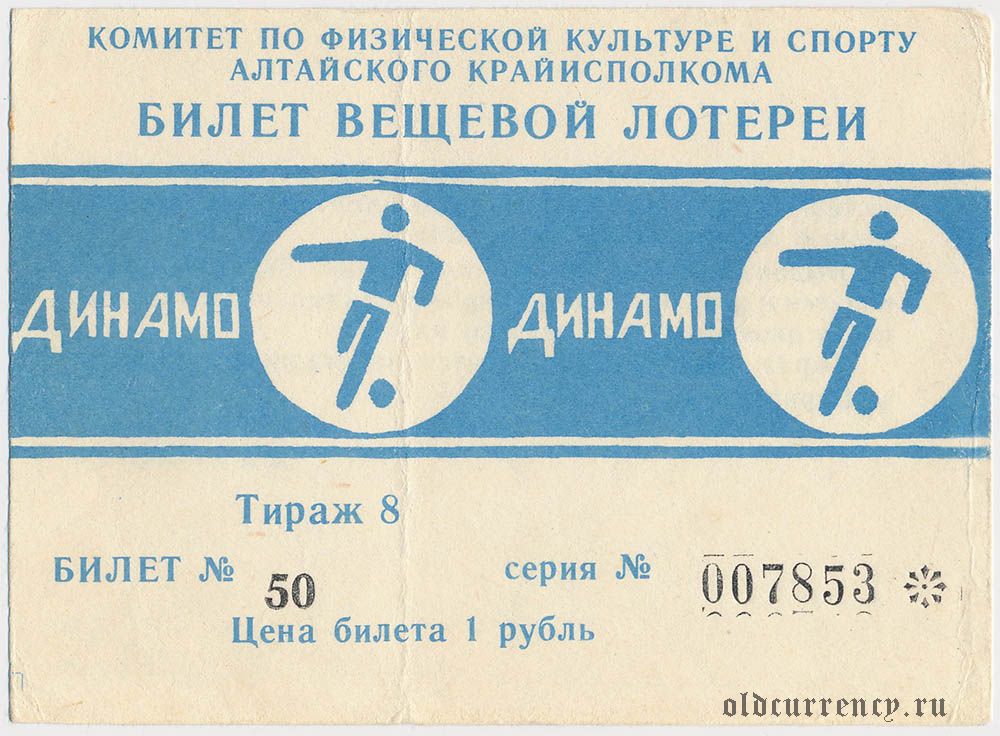 КОМИТЕТ ПО ФИЗИЧЕСКОЙ КУЛЬТУРЕ И СПОРТУ
АЛТАЙСКОГО КРАЙИСПОЛКОМА
БИЛЕТ ВЕЩЕВОЙ ЛОТЕРЕИ
ДИНАМО ДИНАМО
Тираж 8
БИЛЕТ № 50 серия № 007853
Цена билета 1 рубль
oldcurrency.ru